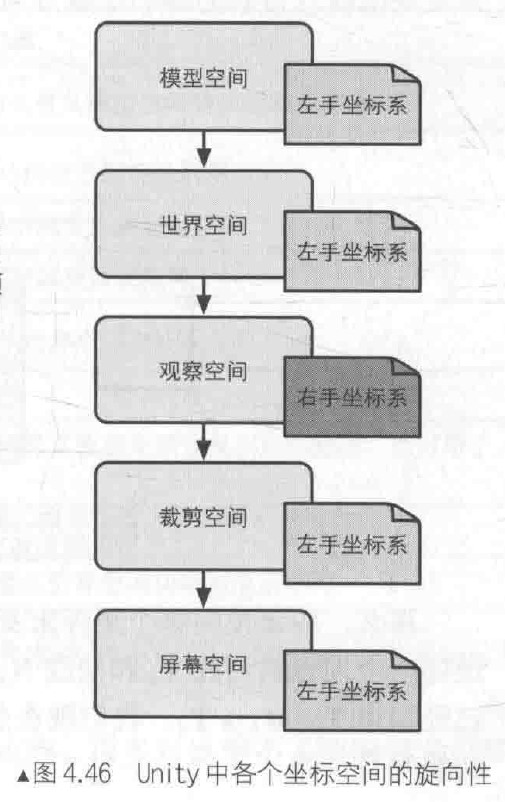 模型空间
左手坐标系
世界空间
左手坐标系
观察空间
右手坐标系
裁剪空间
左手坐标系
屏幕空间
左手坐标系
▲图 4.46 Unity 中各个坐标空间的旋向性